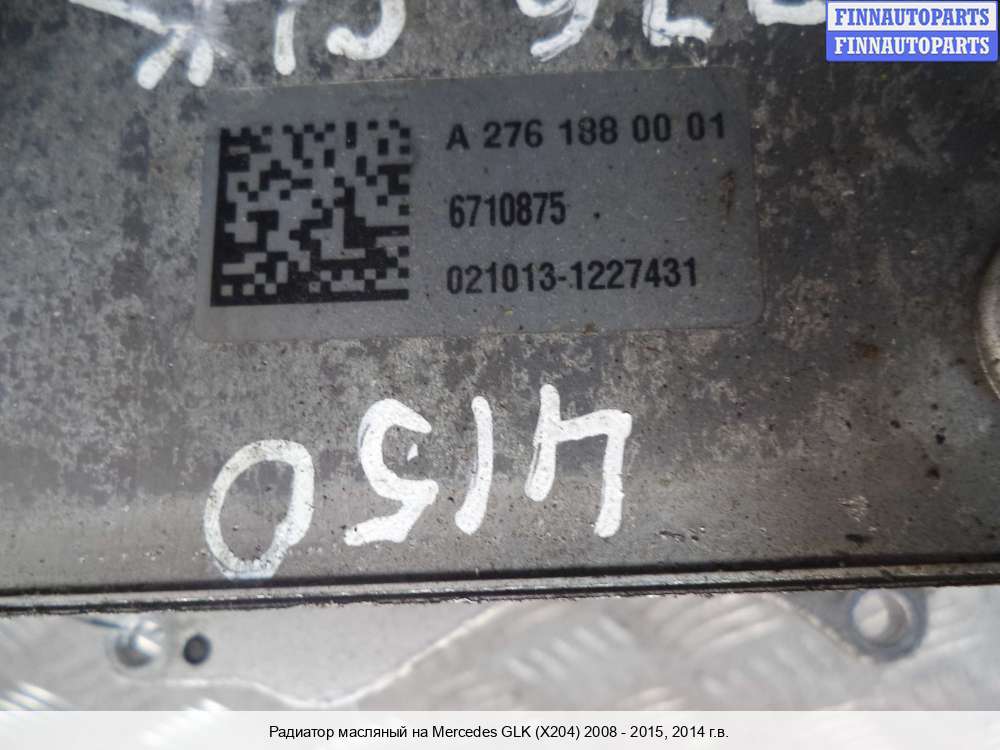 FINNAUTOPARTS
FINNAUTOPARTS
A 276 188 00 01
6710875
021013-1227431
4150
Радиатор масляный на Mercedes GLK (X204) 2008 - 2015, 2014 г.в.